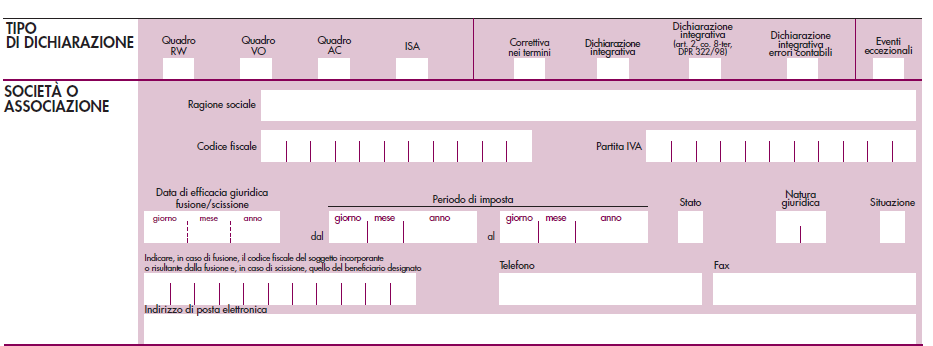 TIPO
DI DICHIARAZIONE
Quadro
RW
Quadro
VO
Quadro
AC
ISA
Correttiva
nei termini
Dichiarazione
integrativa
Dichiarazione
integrativa
(art. 2, co. 8-ter,
DPR 322/98)
Dichiarazione
integrativa
errori contabili
Eventi
eccezionali
SOCIETÀ O
ASSOCIAZIONE
Ragione sociale
Codice fiscale
Partita IVA
Data di efficacia giuridica
fusione/scissione
giorno mese anno
Periodo di imposta
dal
giorno mese anno
al
giorno mese anno
Stato
Natura
giuridica
Situazione
Indicare, in caso di fusione, il codice fiscale del soggetto incorporante
o risultante dalla fusione e, in caso di scissione, quello del beneficiario designato
Telefono
Fax
Indirizzo di posta elettronica